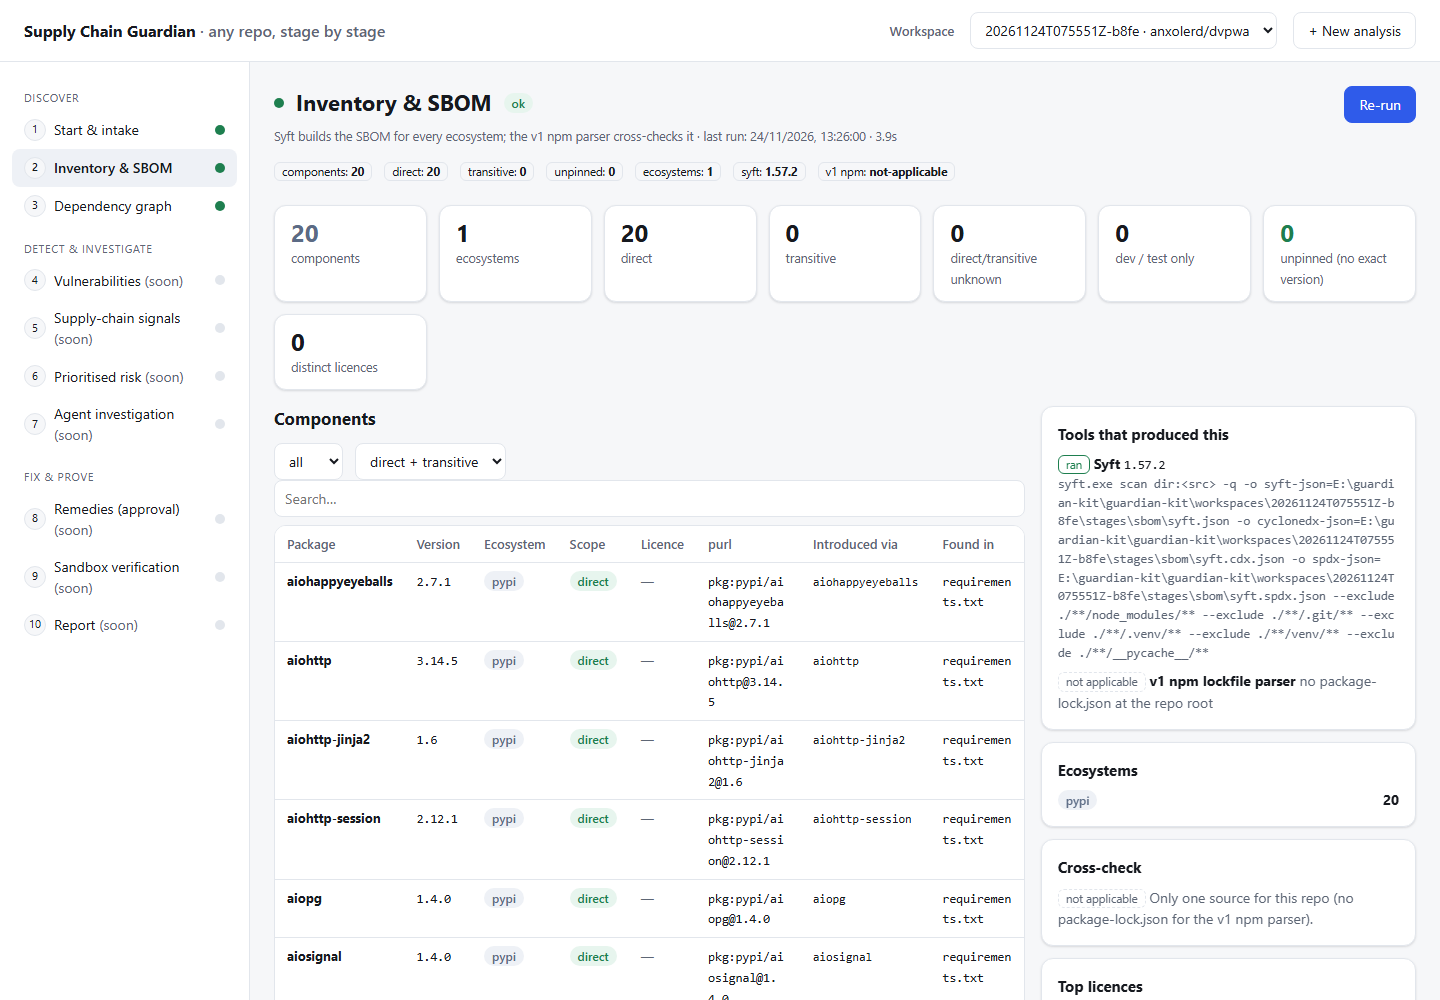 Supply Chain Guardian · any repo, stage by stage
Workspace
20261124T075551Z-b8fe · anxolerd/dvpwa
+ New analysis
DISCOVER
1 Start & intake
2 Inventory & SBOM
3 Dependency graph
DETECT & INVESTIGATE
4 Vulnerabilities (soon)
5 Supply-chain signals
(soon)
6 Prioritised risk (soon)
7 Agent investigation
(soon)
FIX & PROVE
8 Remedies (approval)
(soon)
9 Sandbox verification
(soon)
10 Report (soon)
Inventory & SBOM ok
Re-run
Syft builds the SBOM for every ecosystem; the v1 npm parser cross-checks it · last run: 24/11/2026, 13:26:00 · 3.9s
components: 20 direct: 20 transitive: 0 unpinned: 0 ecosystems: 1 syft: 1.57.2 v1 npm: not-applicable
20
components
1
ecosystems
20
direct
0
transitive
0
direct/transitive
unknown
0
dev / test only
0
unpinned (no exact
version)
0
distinct licences
Components
all direct + transitive
Search...
Package Version Ecosystem Scope Licence purl Introduced via Found in
aiohappyeyeballs 2.7.1 pypi direct — pkg:pypi/ai aiohappyeyeballs requiremen
ohappyeyeba ts.txt
lls@2.7.1
aiohttp 3.14.5 pypi direct — pkg:pypi/ai aiohttp requiremen
ohttp@3.14. ts.txt
5
aiohttp-jinja2 1.6 pypi direct — pkg:pypi/ai aiohttp-jinja2 requiremen
ohttp-jinja ts.txt
2@1.6
aiohttp-session 2.12.1 pypi direct — pkg:pypi/ai aiohttp-session requiremen
ohttp-sessi ts.txt
on@2.12.1
aiopg 1.4.0 pypi direct — pkg:pypi/ai aiopg requiremen
opg@1.4.0 ts.txt
aiosignal 1.4.0 pypi direct — pkg:pypi/ai aiosignal requiremen
osignal@1. ts.txt
4.0
Tools that produced this
ran Syft 1.57.2
syft.exe scan dir:<src> -q -o syft-json=E:\guardi
an-kit\guardian-kit\workspaces\20261124T075551Z-b
8fe\stages\sbom\syft.json -o cyclonedx-json=E:\gu
ardian-kit\guardian-kit\workspaces\20261124T07555
1Z-b8fe\stages\sbom\syft.cdx.json -o spdx-json=
E:\guardian-kit\guardian-kit\workspaces\20261124T
075551Z-b8fe\stages\sbom\syft.spdx.json --exclude
./**/node_modules/** --exclude ./**/.git/** --exc
lude ./**/.venv/** --exclude ./**/venv/** --exclu
de ./**/__pycache__/**
not applicable v1 npm lockfile parser no package-
lock.json at the repo root
Ecosystems
pypi 20
Cross-check
not applicable Only one source for this repo (no
package-lock.json for the v1 npm parser).
Top licences